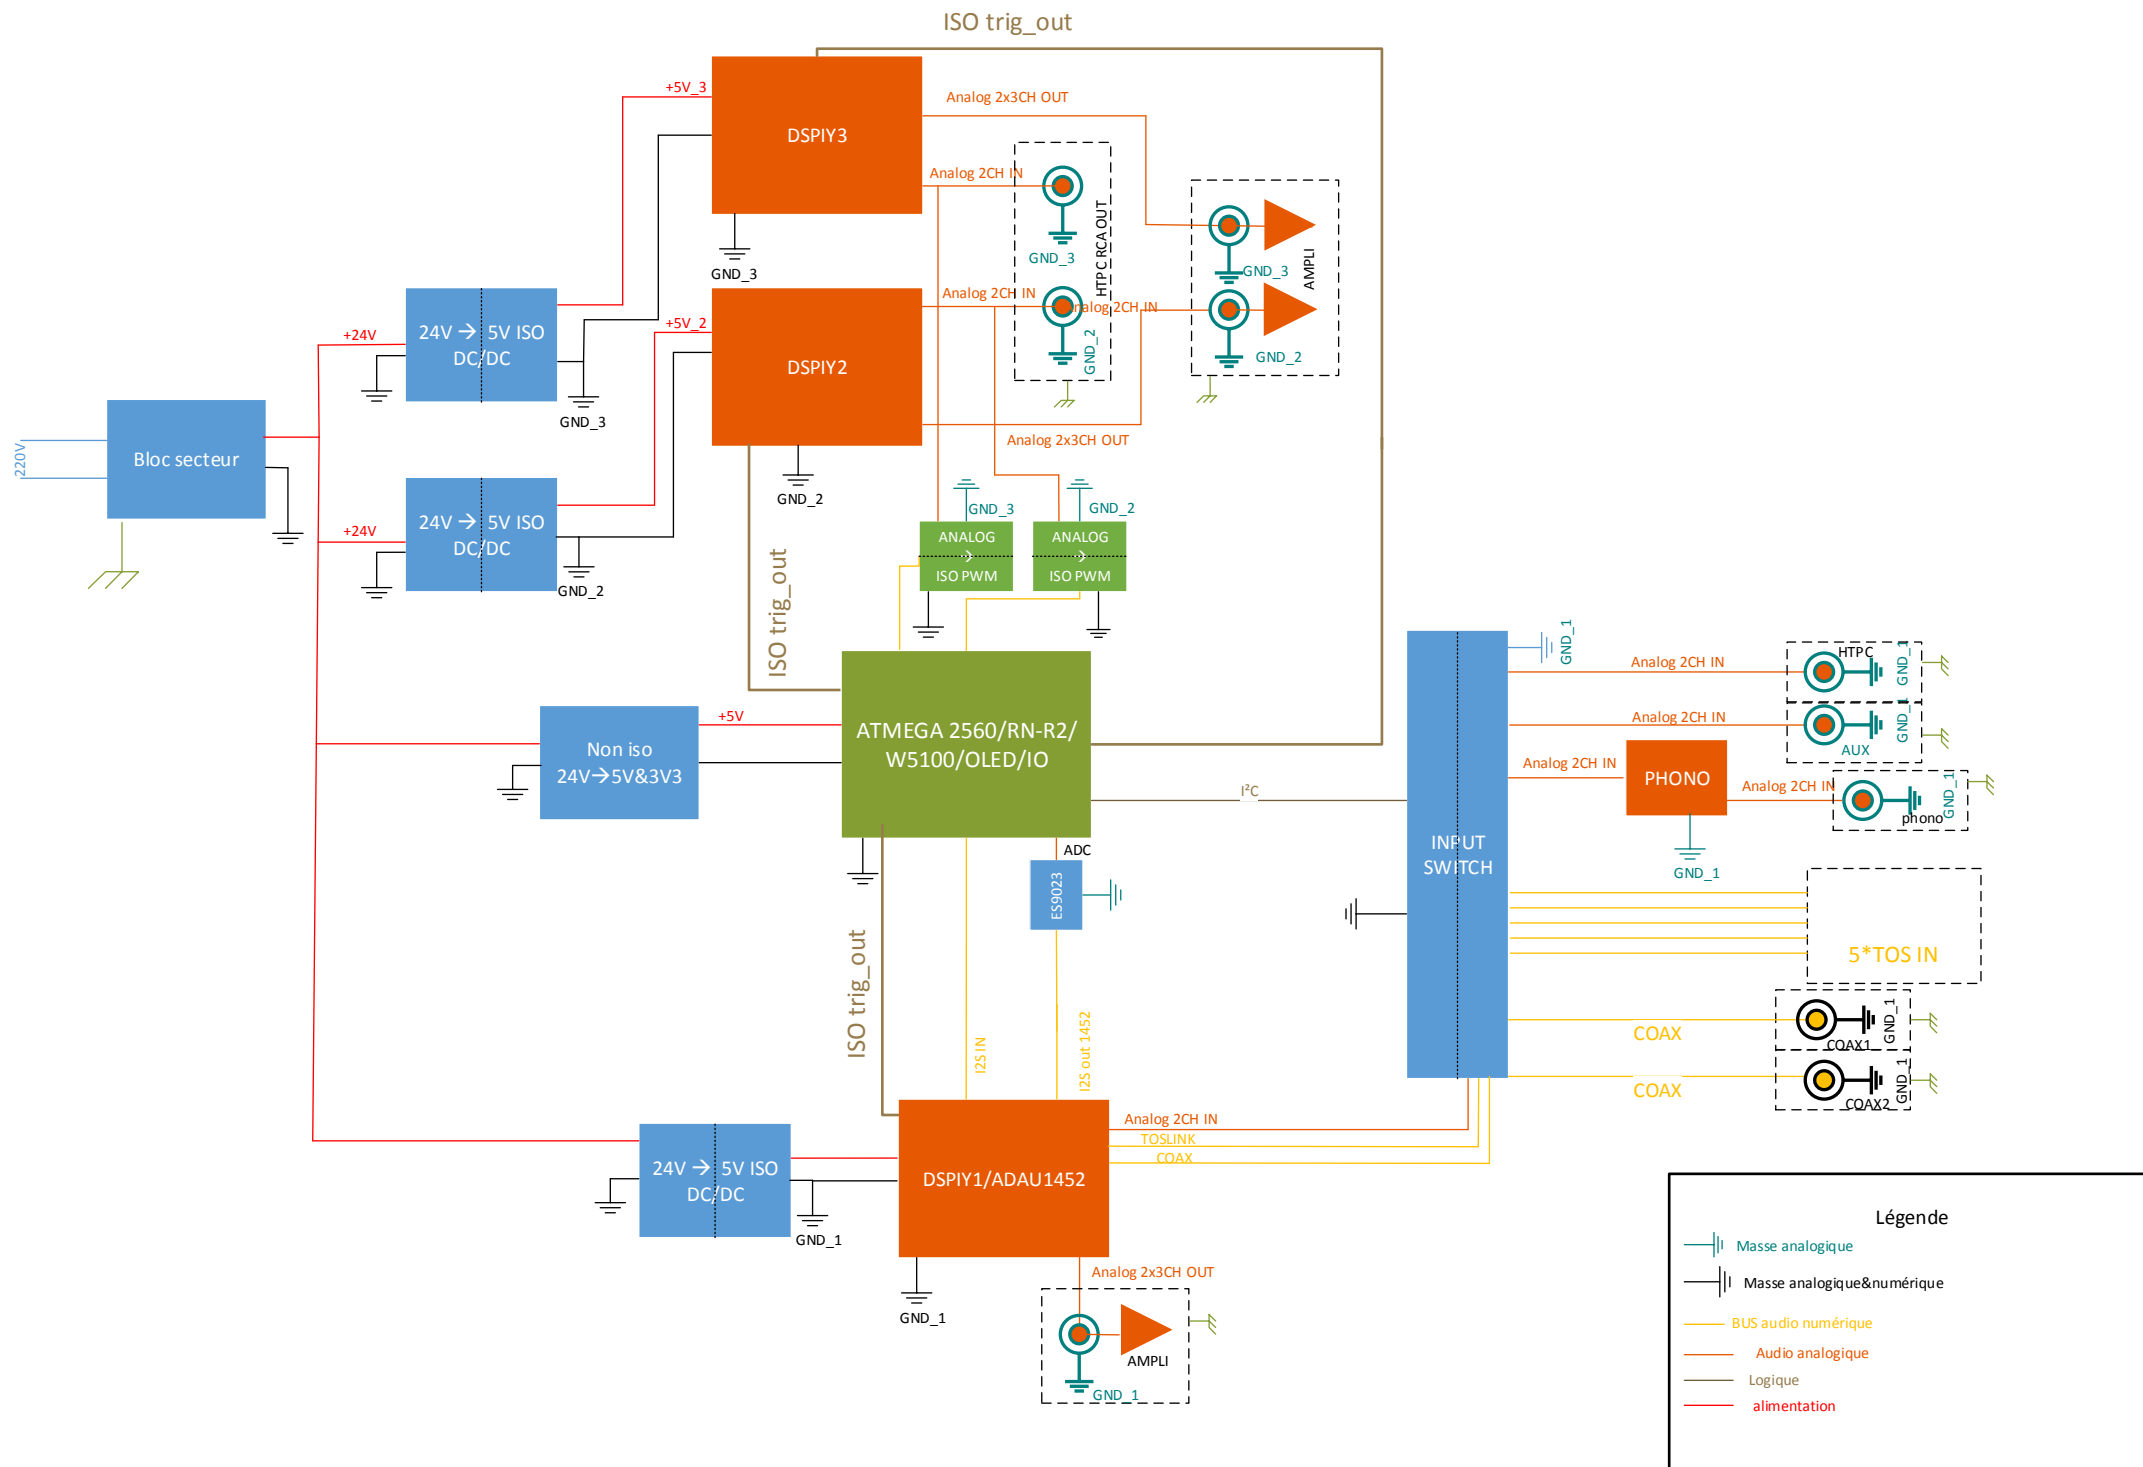 ISO trig_out
+5V_3
Analog 2x3CH OUT
DSPIY3
Analog 2CH IN
HTPC RCA OUT
GND_3
GND_3
GND_3
AMPLI
Analog 2CH IN
nalog 2CH IN
+5V_2
24V → 5V ISO
DC/DC
+24V
GND_2
GND_2
DSPIY2
GND_3
Analog 2x3CH OUT
220V
Bloc secteur
GND_2
GND_3
GND_2
24V → 5V ISO
DC/DC
+24V
GND_2
ANALOG
→
ISO PWM
ANALOG
→
ISO PWM
ISO trig_out
GND_1
Analog 2CH IN
HTPC
GND_1
+5V
ATMEGA 2560/RN-R2/
W5100/OLED/IO
Analog 2CH IN
GND_1
AUX
Non iso
24V→5V&3V3
Analog 2CH IN
PHONO
Analog 2CH IN
GND_1
phono
I²C
INPUT
SWITCH
GND_1
ADC
ES9023
5*TOS IN
ISO trig_out
I2S IN
I2S out 1452
COAX
COAX1
GND_1
COAX
COAX2
GND_1
Analog 2CH IN
TOSLINK
COAX
24V → 5V ISO
DC/DC
GND_1
DSPIY1/ADAU1452
GND_1
Analog 2x3CH OUT
AMPLI
GND_1
Légende
Masse analogique
Masse analogique&numérique
BUS audio numérique
Audio analogique
Logique
alimentation